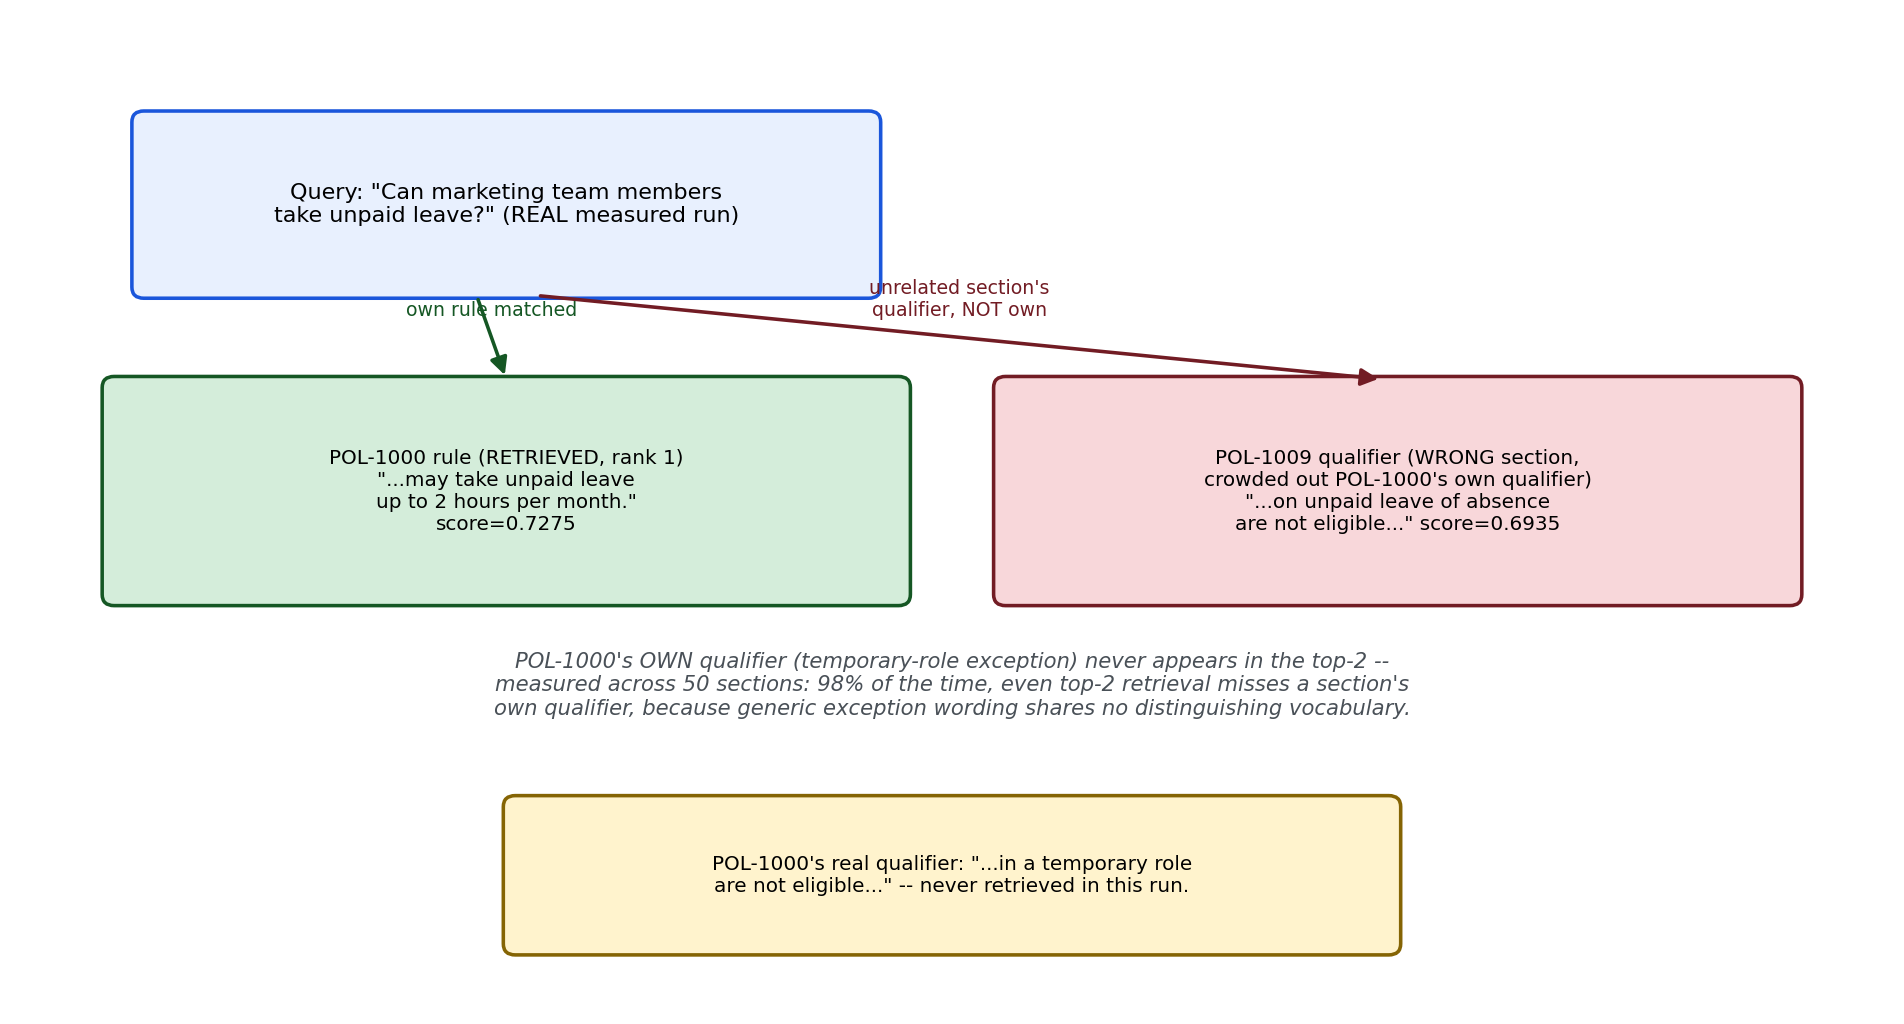 Query: "Can marketing team members
take unpaid leave?" (REAL measured run)
own rule matched
unrelated section's
qualifier, NOT own
POL-1000 rule (RETRIEVED, rank 1)
"...may take unpaid leave
up to 2 hours per month."
score=0.7275
POL-1009 qualifier (WRONG section,
crowded out POL-1000's own qualifier)
"...on unpaid leave of absence
are not eligible..." score=0.6935
POL-1000's OWN qualifier (temporary-role exception) never appears in the top-2 --
measured across 50 sections: 98% of the time, even top-2 retrieval misses a section's
own qualifier, because generic exception wording shares no distinguishing vocabulary.
POL-1000's real qualifier: "...in a temporary role
are not eligible..." -- never retrieved in this run.